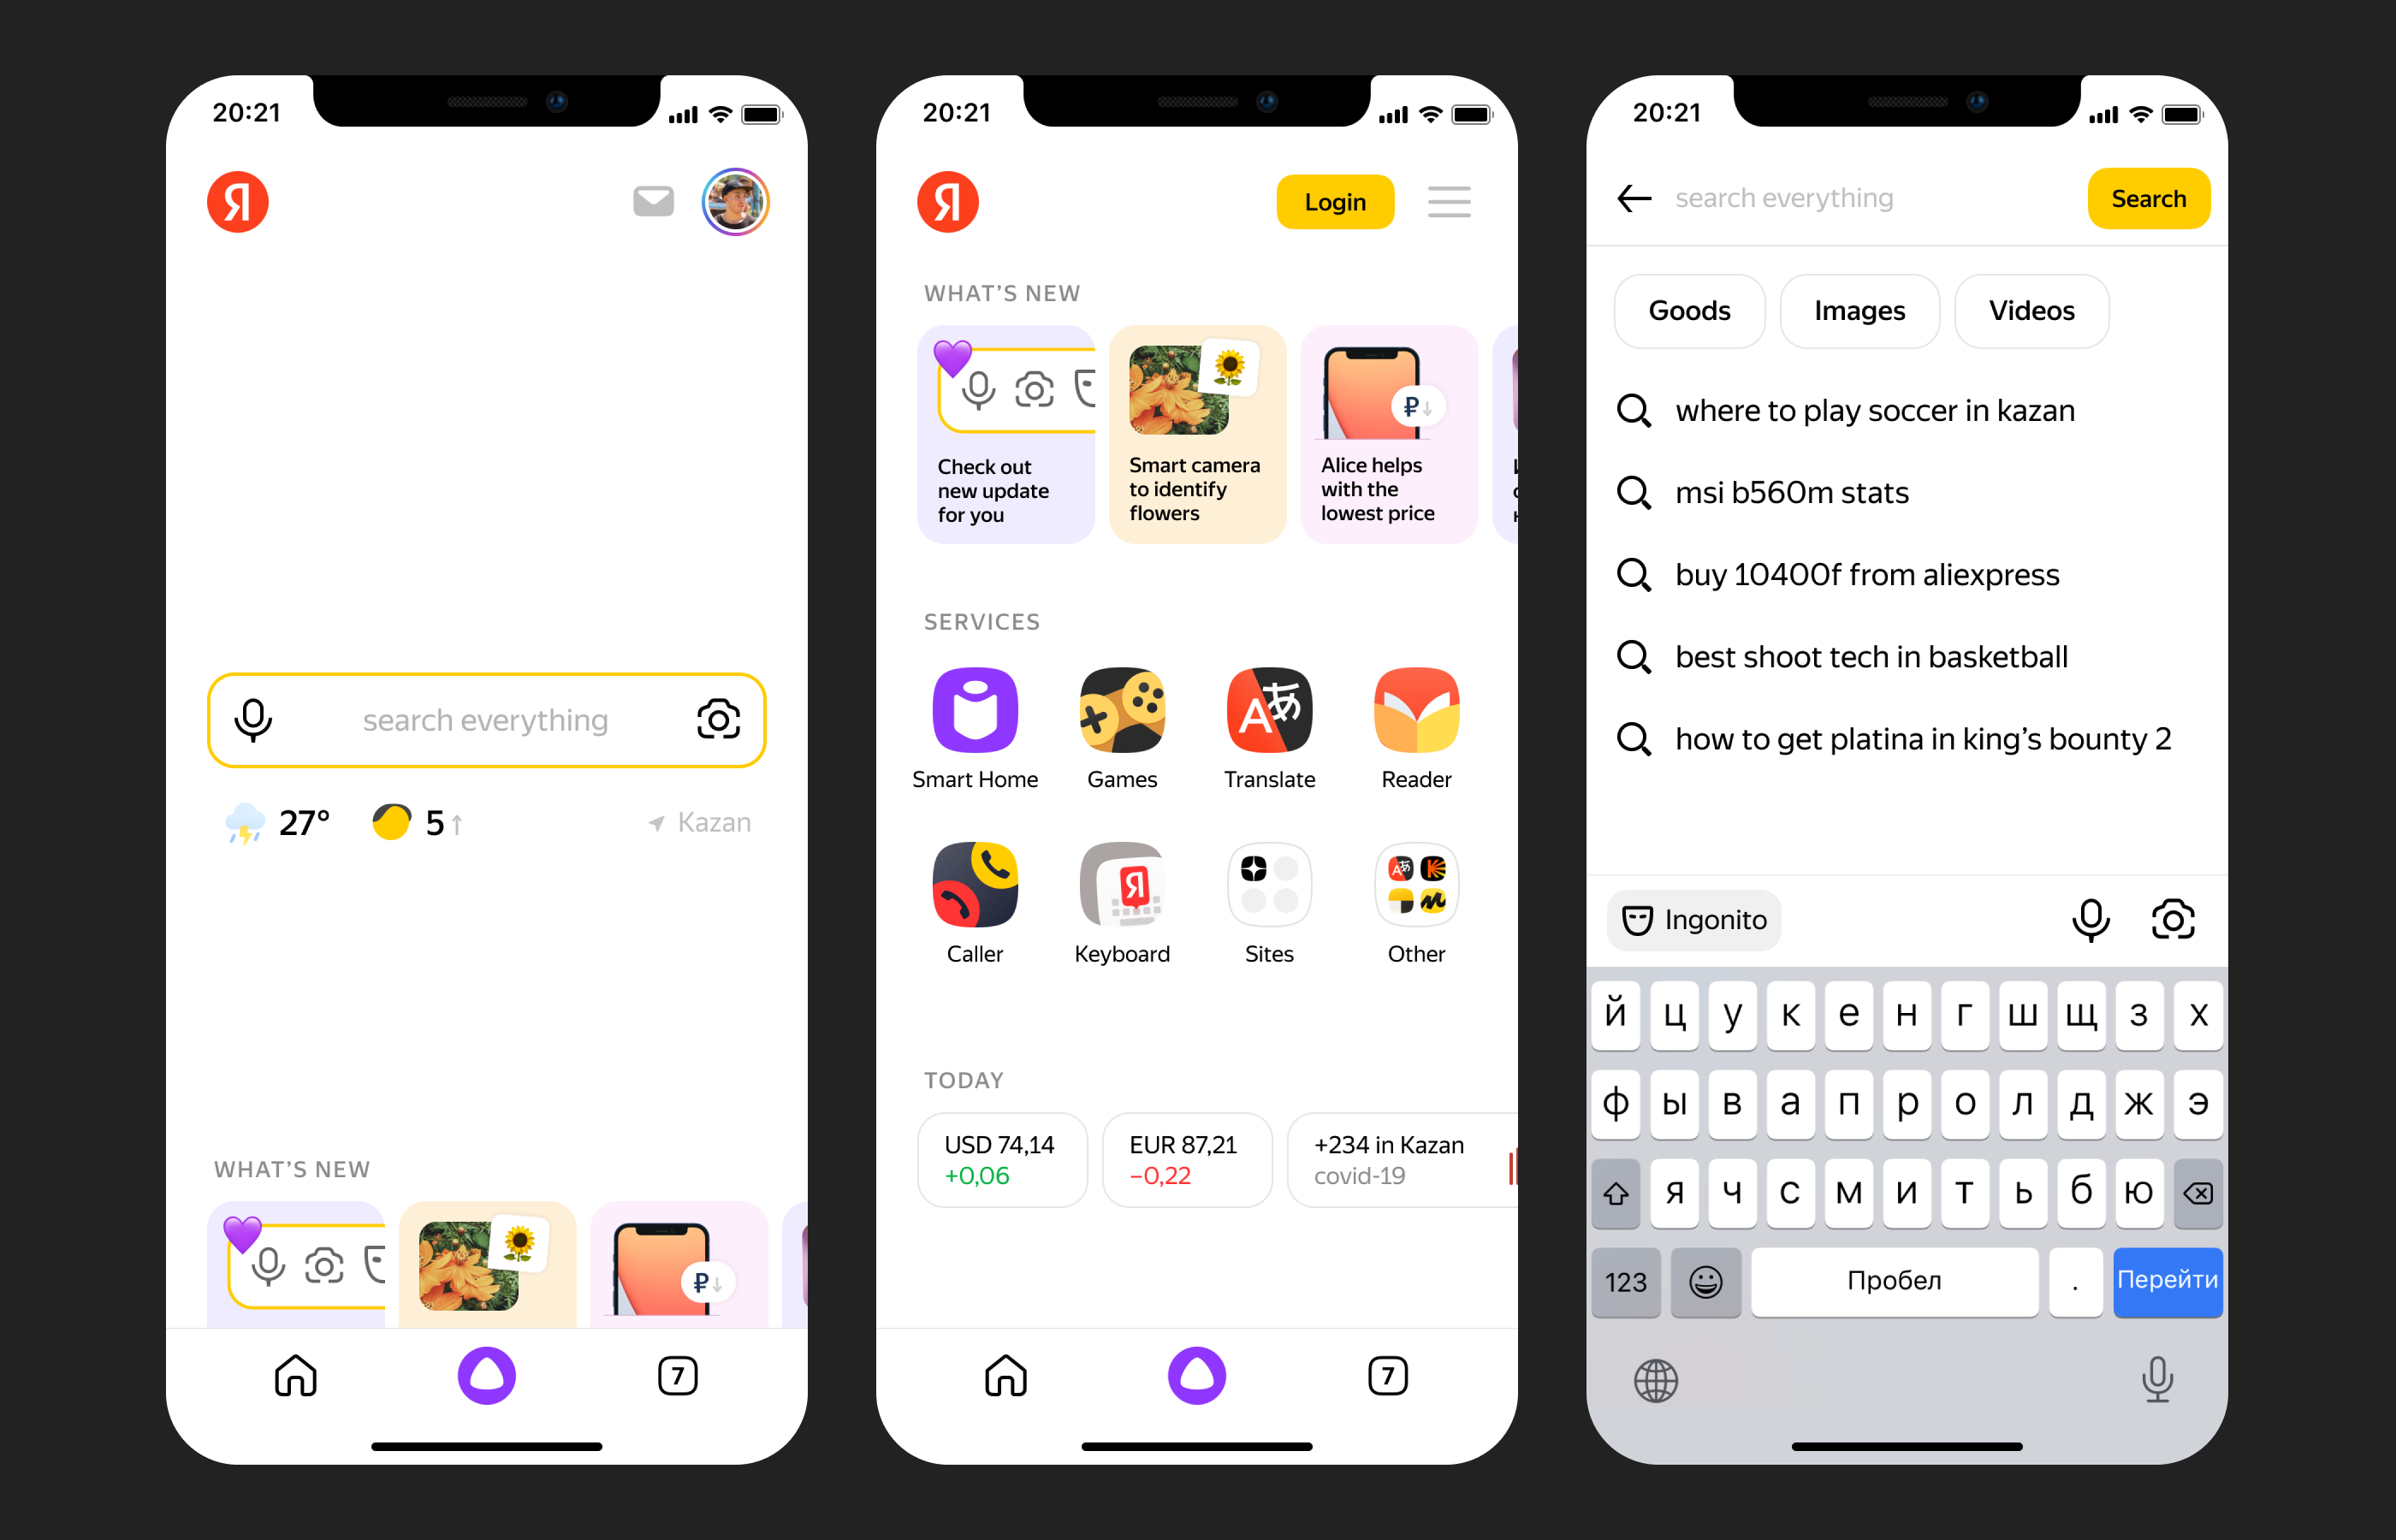 20:21
Я
search everything
27°
5↑
Kazan
WHAT'S NEW
₽↓
7
20:21
Я
Login
WHAT'S NEW
₽↓
Check out
new update
for you
Smart camera
to identify
flowers
Alice helps
with the
lowest price
SERVICES
Aあ
Smart Home
Games
Translate
Reader
Я
Aあ
Caller
Keyboard
Sites
Other
TODAY
USD 74,14
+0,06
EUR 87,21
−0,22
+234 in Kazan
covid-19
7
20:21
search everything
Search
Goods
Images
Videos
where to play soccer in kazan
msi b560m stats
buy 10400f from aliexpress
best shoot tech in basketball
how to get platina in king's bounty 2
Ingonito
й ц у к е н г ш щ з х
ф ы в а п р о л д ж э
я ч с м и т ь б ю
123
Пробел
.
Перейти